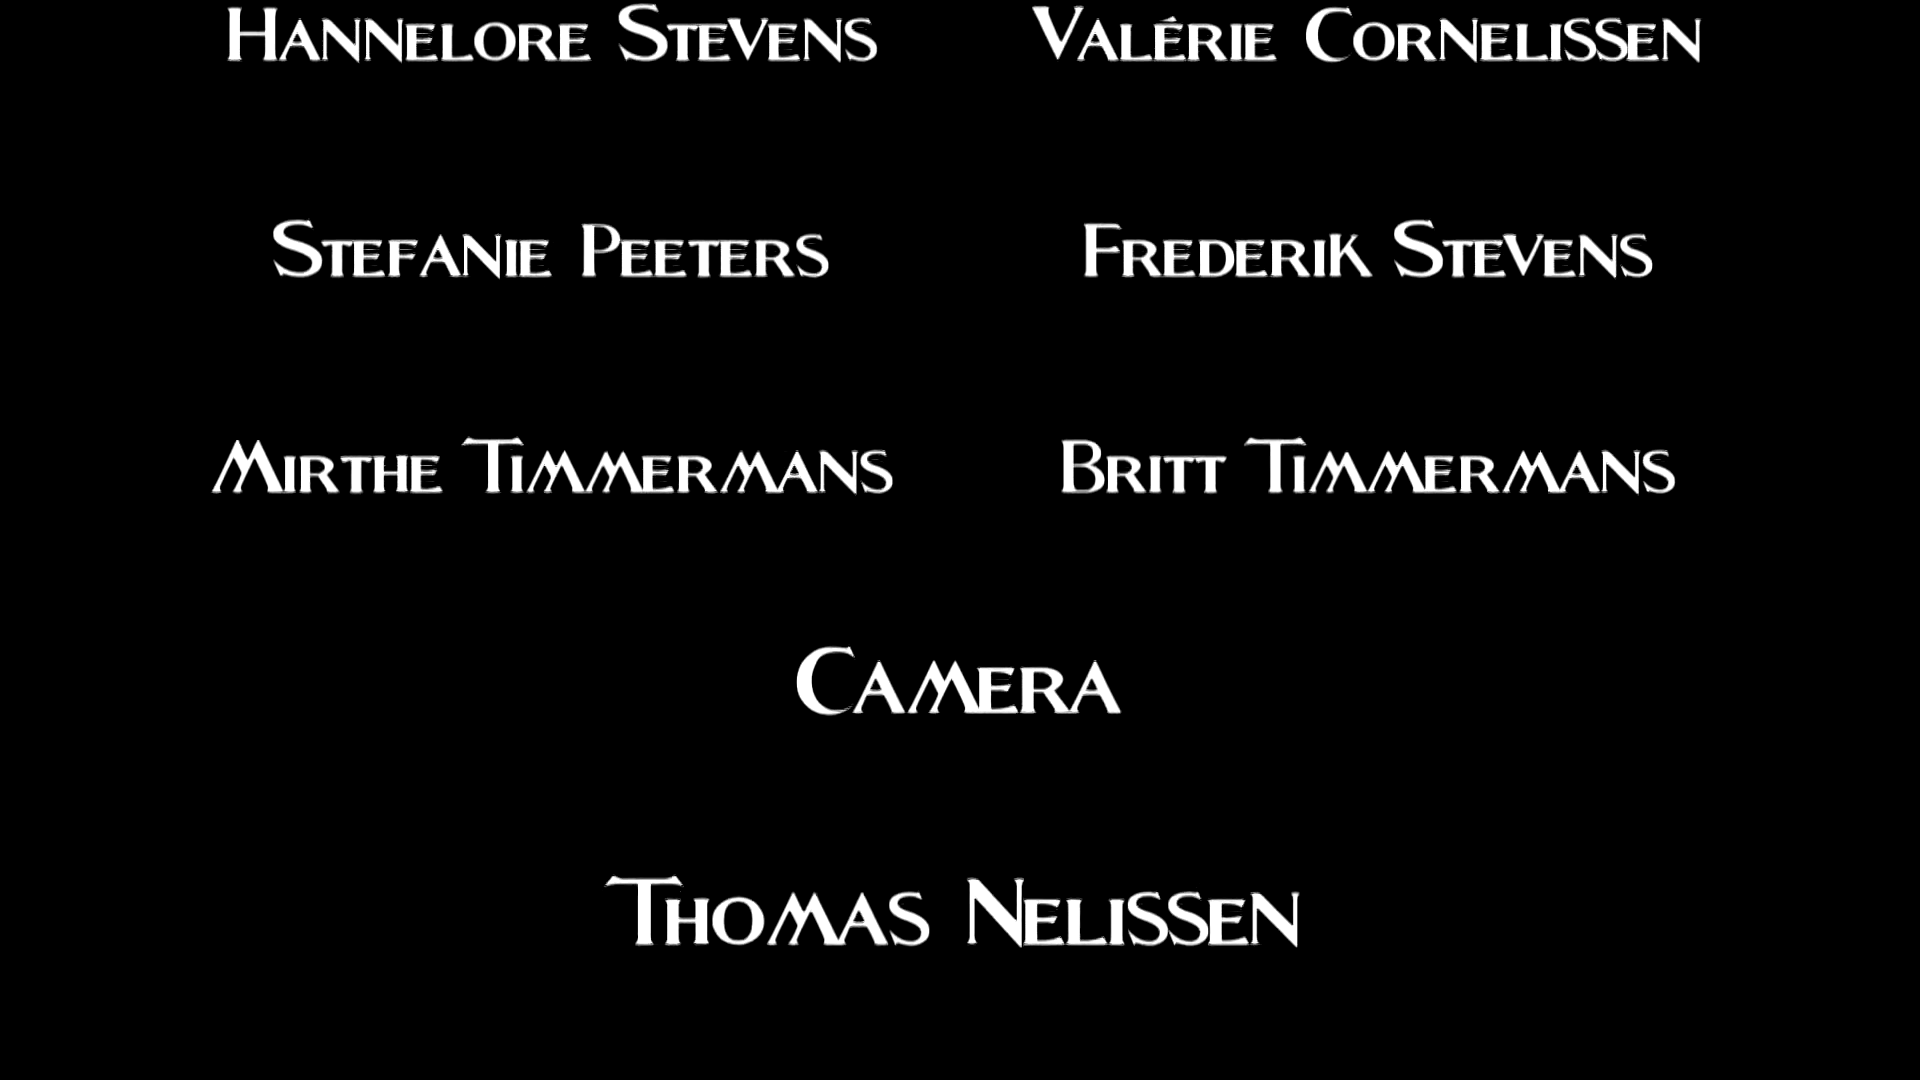 Hannelore Stevens Valérie Cornelissen
Stefanie Peeters Frederik Stevens
Mirthe Timmermans Britt Timmermans
Camera
Thomas Nelissen